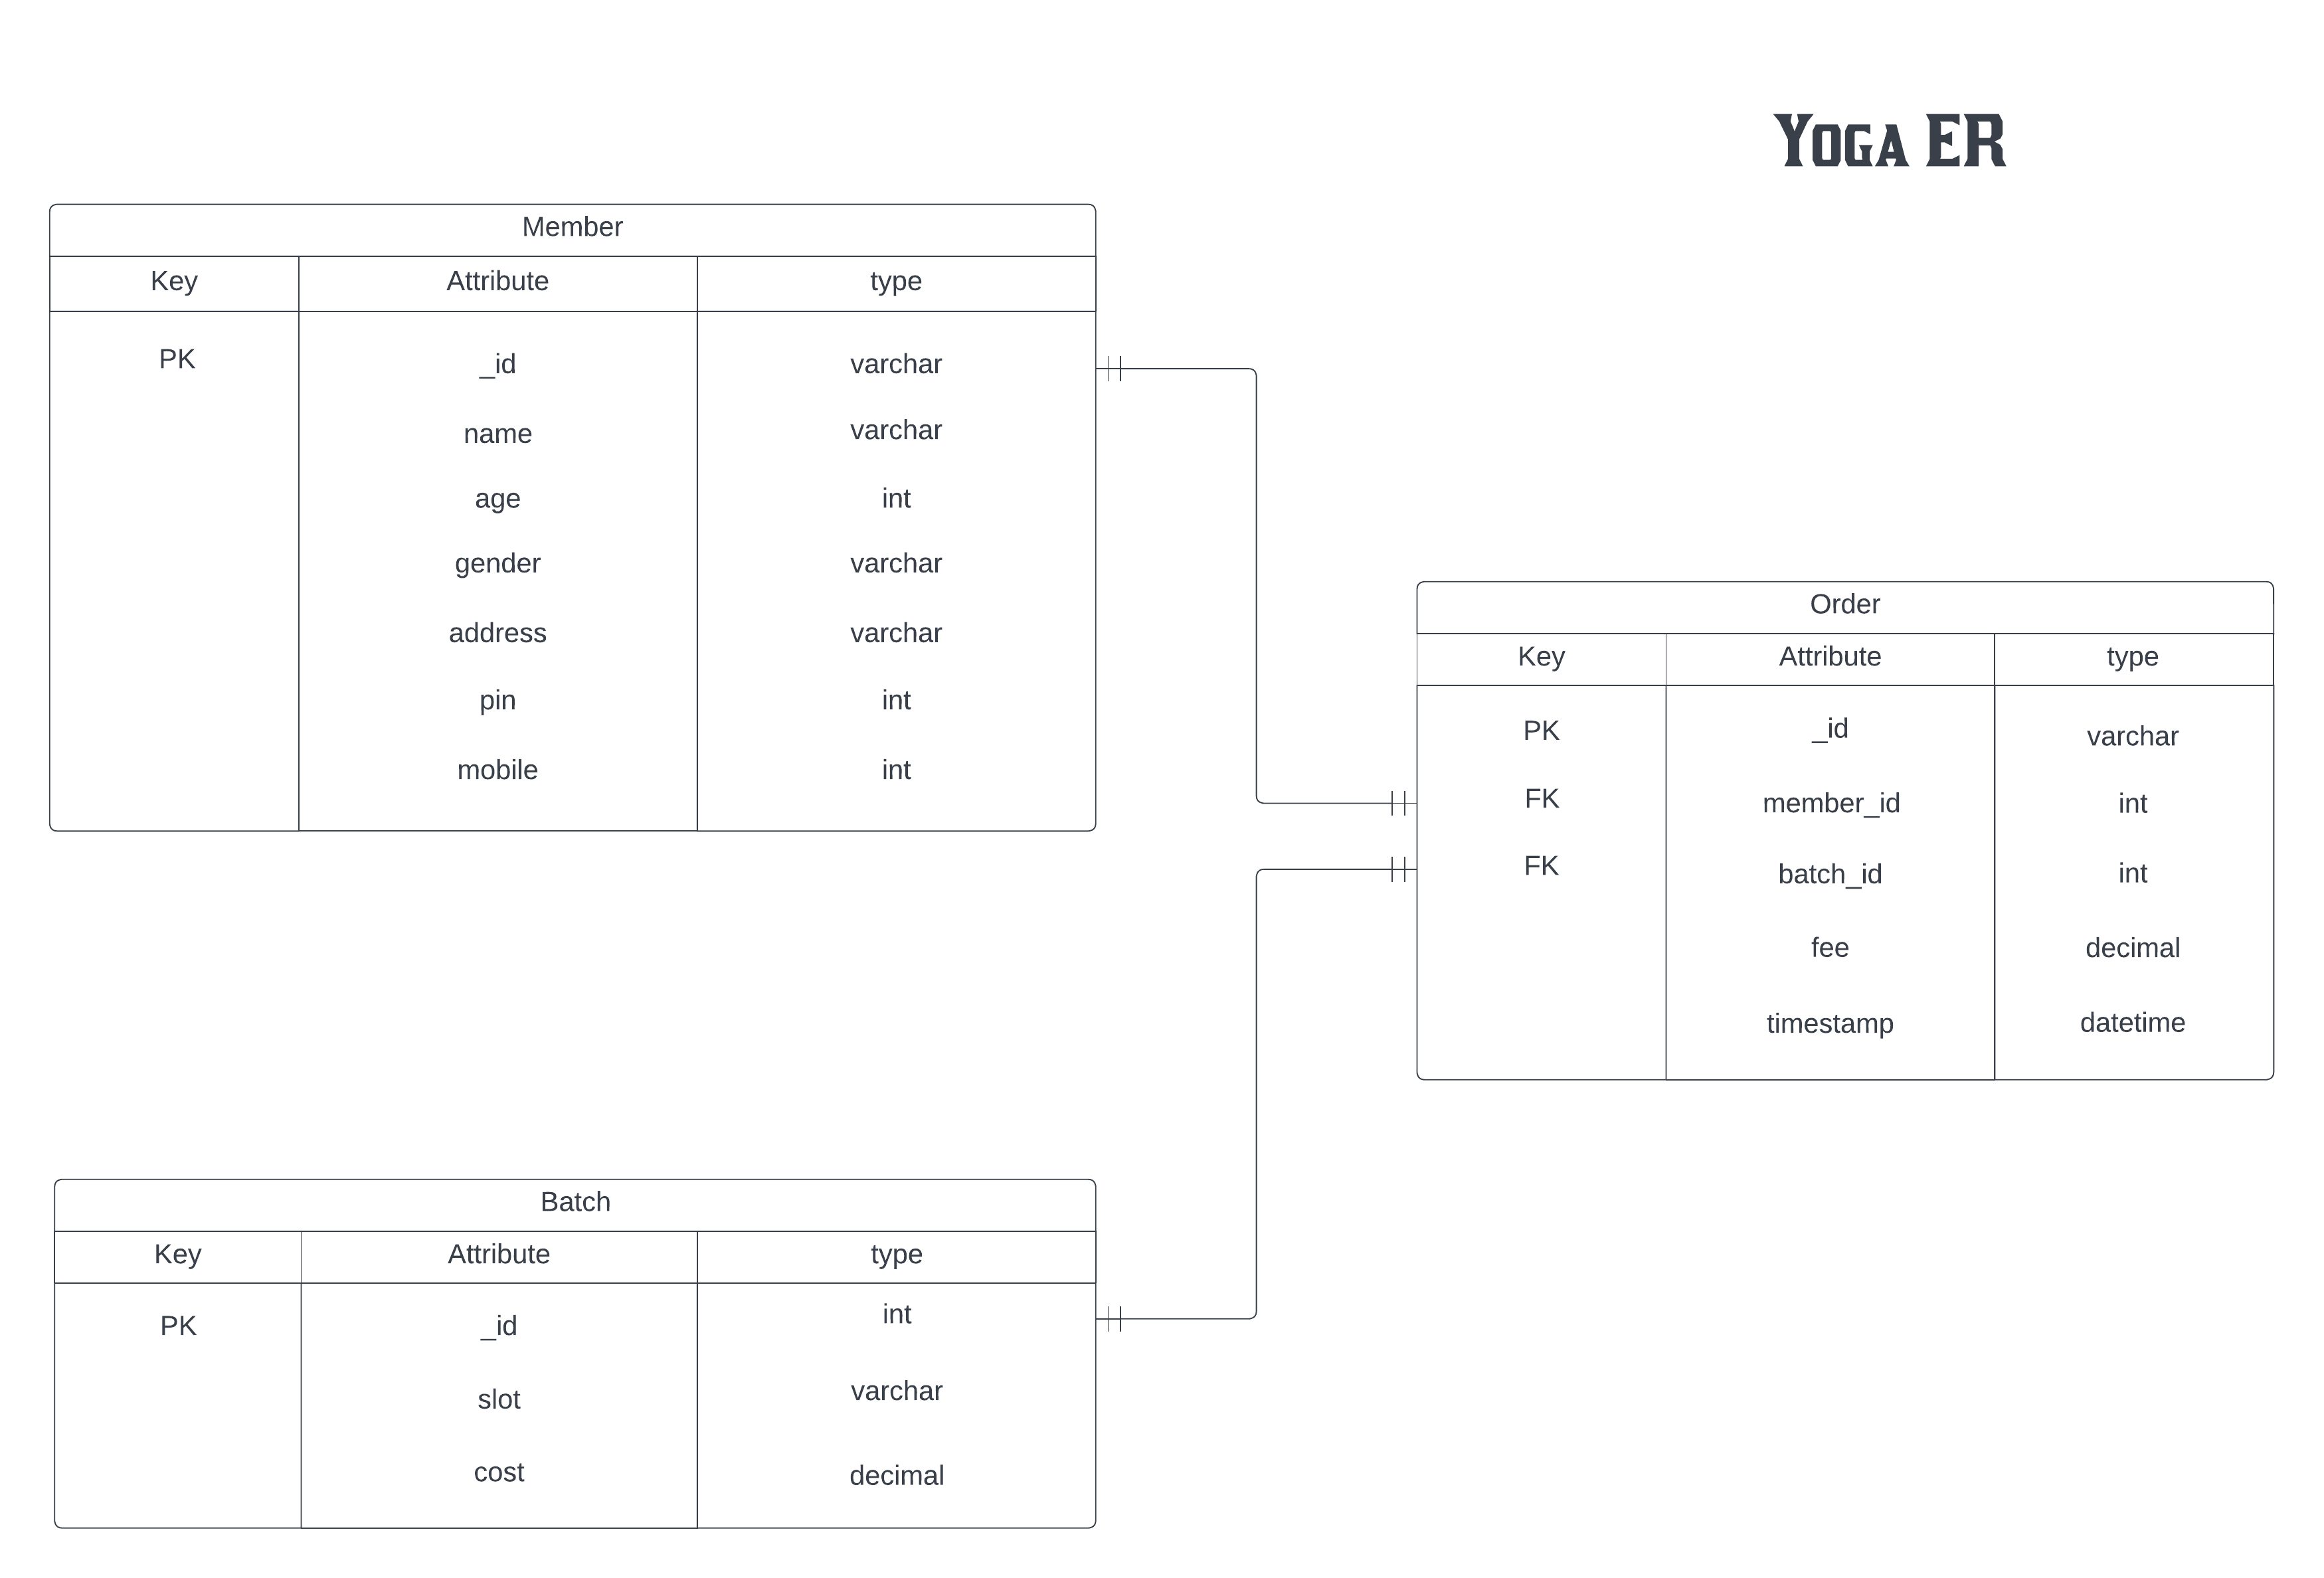 Yoga ER
Member
Key Attribute type
PK _id varchar
name varchar
age int
gender varchar
address varchar
pin int
mobile int
Order
Key Attribute type
PK _id varchar
FK member_id int
FK batch_id int
fee decimal
timestamp datetime
Batch
Key Attribute type
PK _id int
slot varchar
cost decimal